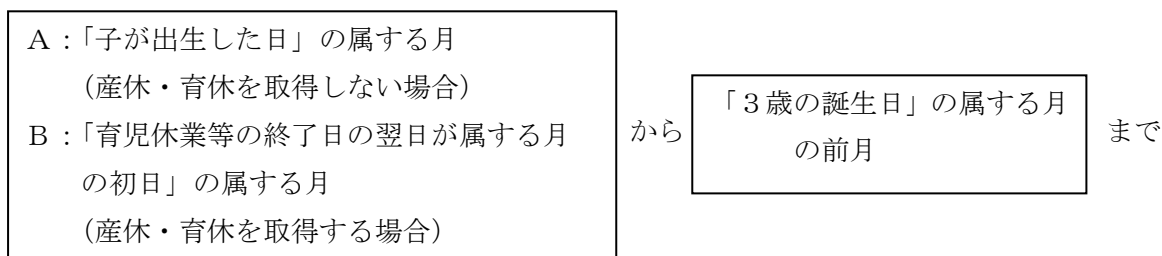 A:「子が出生した日」の属する月
(産休・育休を取得しない場合)
B:「育児休業等の終了日の翌日が属する月
の初日」の属する月
(産休・育休を取得する場合)
から
「3歳の誕生日」の属する月
の前月
まで